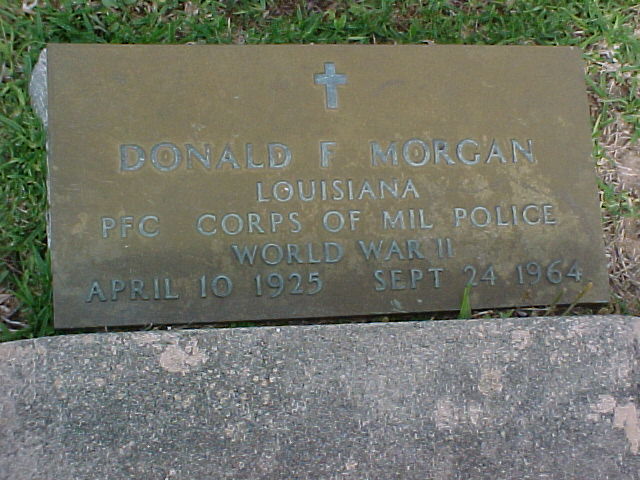 DONALD F MORGAN
LOUISIANA
PFC CORPS OF MIL POLICE
WORLD WAR II
APRIL 10 1925 SEPT 24 1964